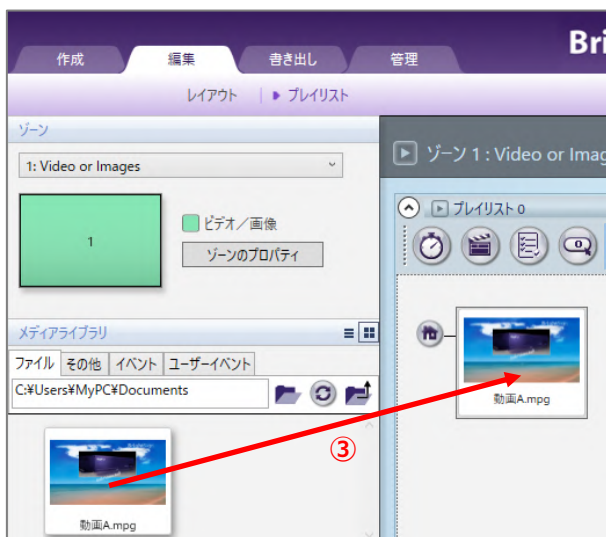 Bri
作成 編集 書き出し 管理
レイアウト プレイリスト
ゾーン
1: Video or Images
1
ビデオ／画像
ゾーンのプロパティ
メディアライブラリ
ファイル その他 イベント ユーザーイベント
C:¥Users¥MyPC¥Documents
動画A.mpg
③
ゾーン 1 : Video or Imag
プレイリスト 0
動画A.mpg